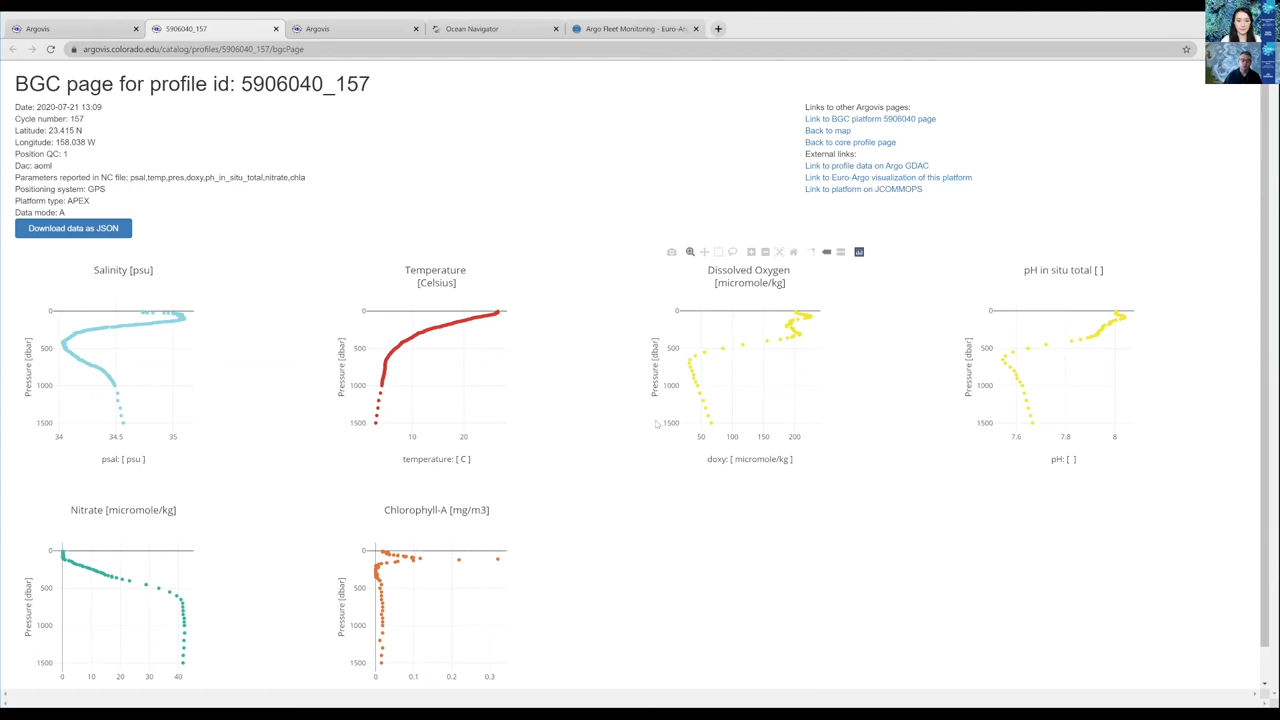 Argovis
5906040_157
Argovis
Ocean Navigator
Argo Fleet Monitoring - Euro-Ar
argovis.colorado.edu/catalog/profiles/5906040_157/bgcPage
BGC page for profile id: 5906040_157
Date: 2020-07-21 13:09
Cycle number: 157
Latitude: 23.415 N
Longitude: 158.038 W
Position QC: 1
Dac: aoml
Parameters reported in NC file; psal,temp,pres,doxy,ph_in_situ_total,nitrate,chla
Positioning system: GPS
Platform type: APEX
Data mode: A
Download data as JSON
Links to other Argovis pages:
Link to BGC platform 5906040 page
Back to map
Back to core profile page
External links:
Link to profile data on Argo GDAC
Link to Euro-Argo visualization of this platform
Link to platform on JCOMMOPS
Salinity [psu]
Pressure [dbar]
0
500
1000
1500
34
34.5
35
psal: [ psu ]
Temperature
[Celsius]
Pressure [dbar]
0
500
1000
1500
10
20
temperature: [ C ]
Dissolved Oxygen
[micromole/kg]
Pressure [dbar]
0
500
1000
1500
50
100
150
200
doxy: [ micromole/kg ]
pH in situ total [ ]
Pressure [dbar]
0
500
1000
1500
7.6
7.8
8
pH: [ ]
Nitrate [micromole/kg]
Pressure [dbar]
0
500
1000
1500
0
10
20
30
40
Chlorophyll-A [mg/m3]
Pressure [dbar]
0
500
1000
1500
0
0.1
0.2
0.3